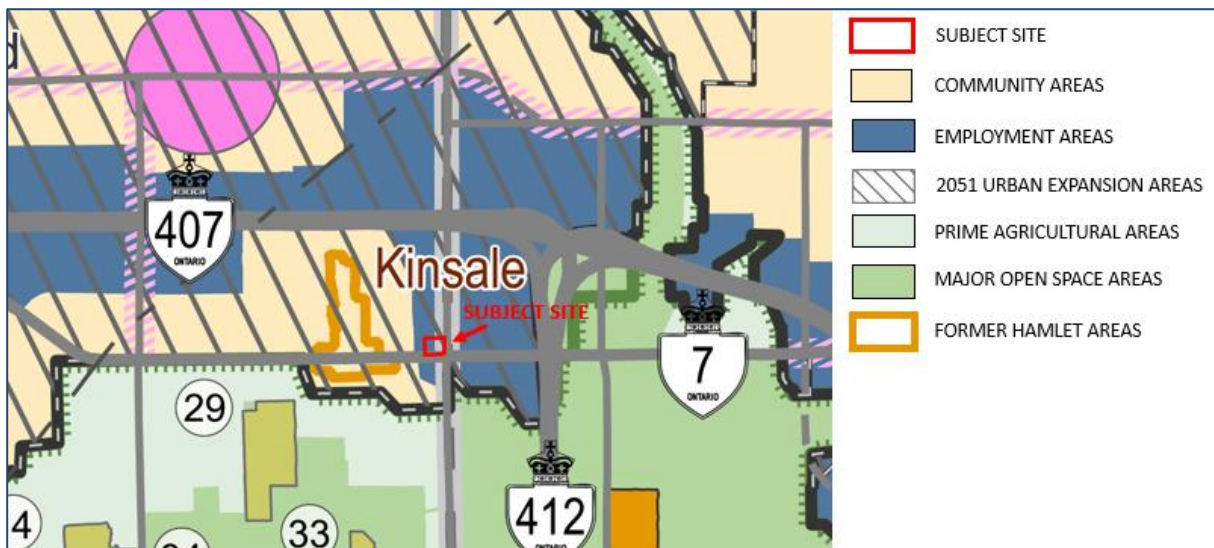 d
407
ONTARIO
Kinsale
SUBJECT SITE
7
ONTARIO
29
412
ONTARIO
4
33
SUBJECT SITE
COMMUNITY AREAS
EMPLOYMENT AREAS
2051 URBAN EXPANSION AREAS
PRIME AGRICULTURAL AREAS
MAJOR OPEN SPACE AREAS
FORMER HAMLET AREAS